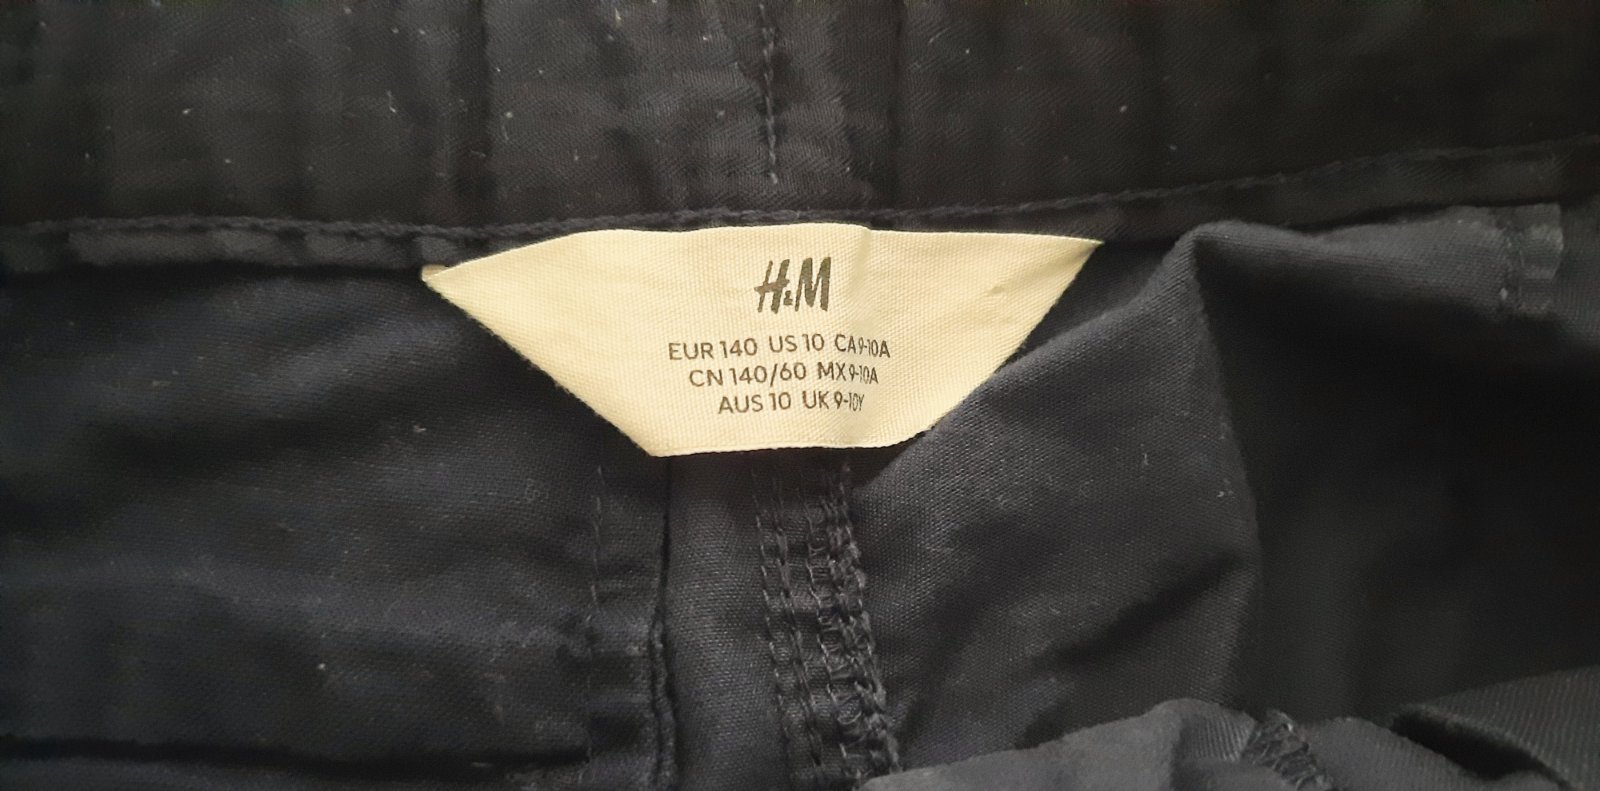 H&M
EUR 140 US 10 CA 9-10A
CN 140/60 MX 9-10A
AUS 10 UK 9-10Y